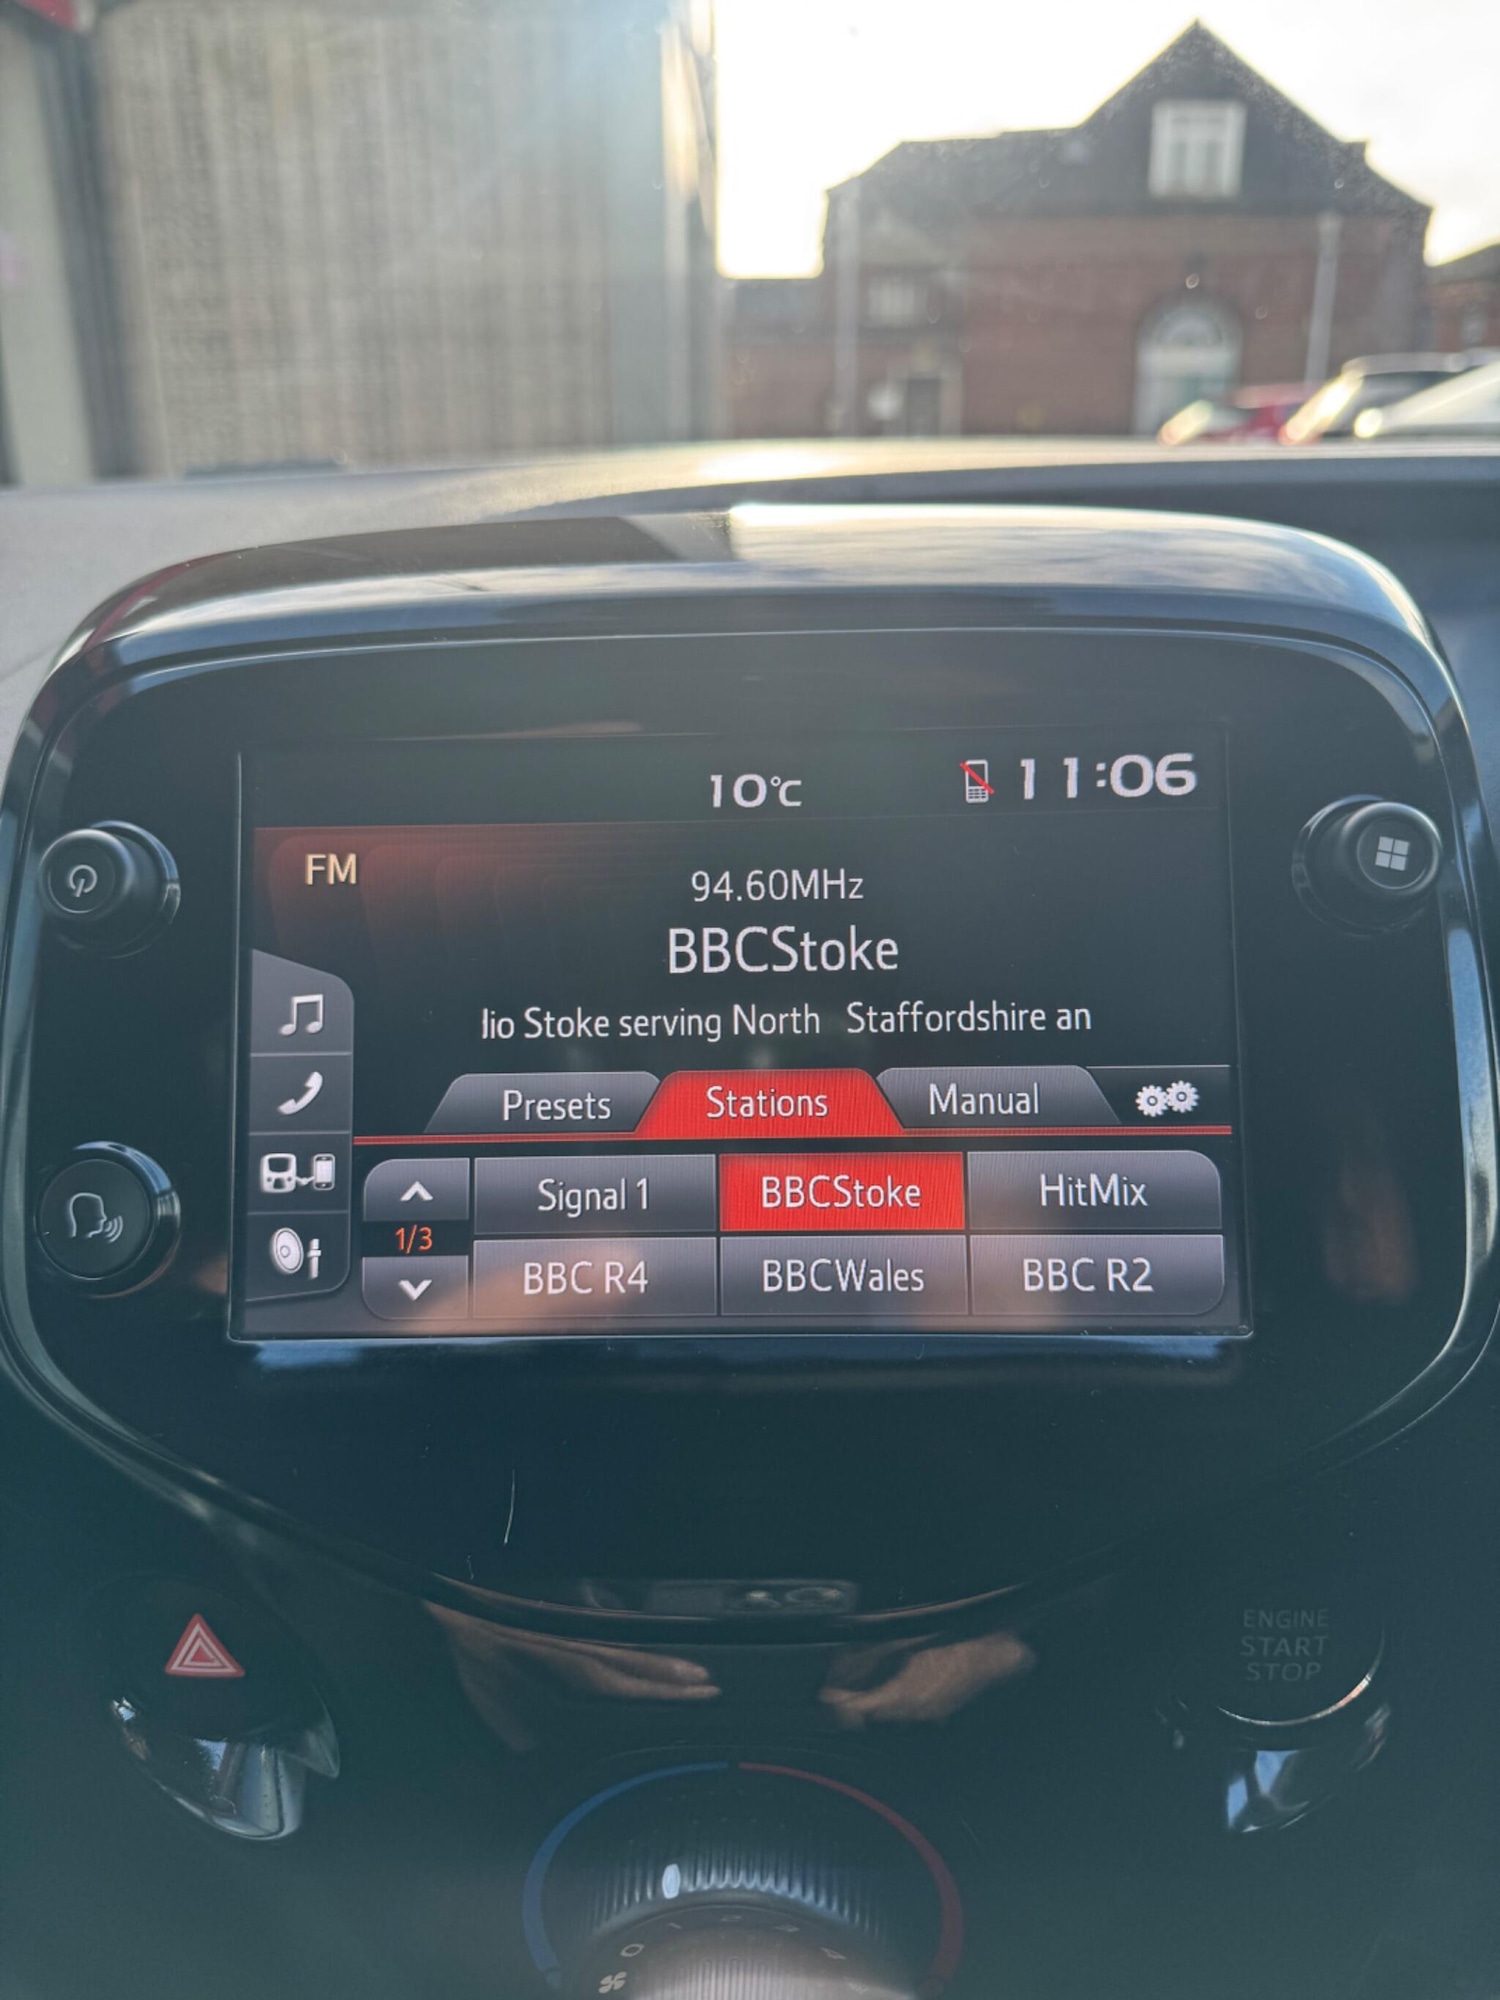 10°C 11:06
FM
94.60MHz
BBCStoke
lio Stoke serving North Staffordshire an
Presets Stations Manual
Signal 1 BBCStoke HitMix
1/3
BBC R4 BBCWales BBC R2
ENGINE
START
STOP